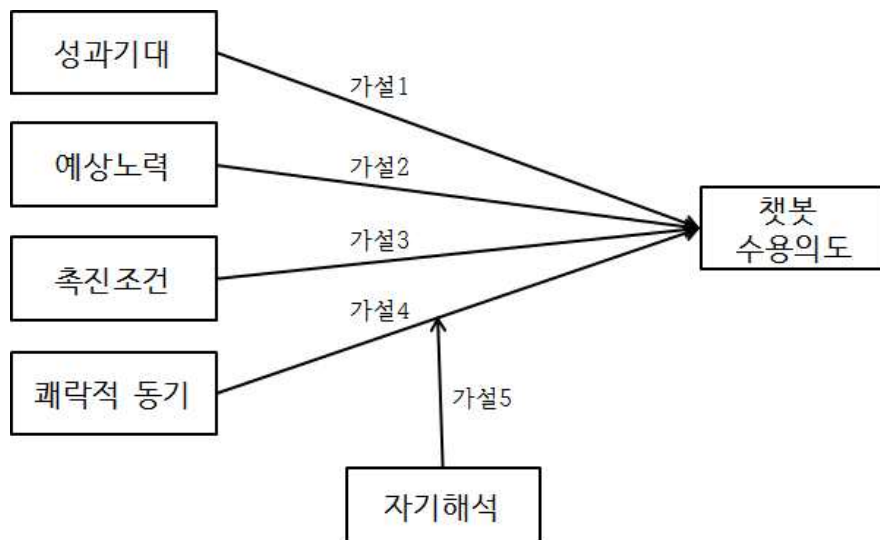 성과기대
가설1
예상노력
가설2
챗봇
수용의도
가설3
촉진조건
가설4
쾌락적 동기
가설5
자기해석